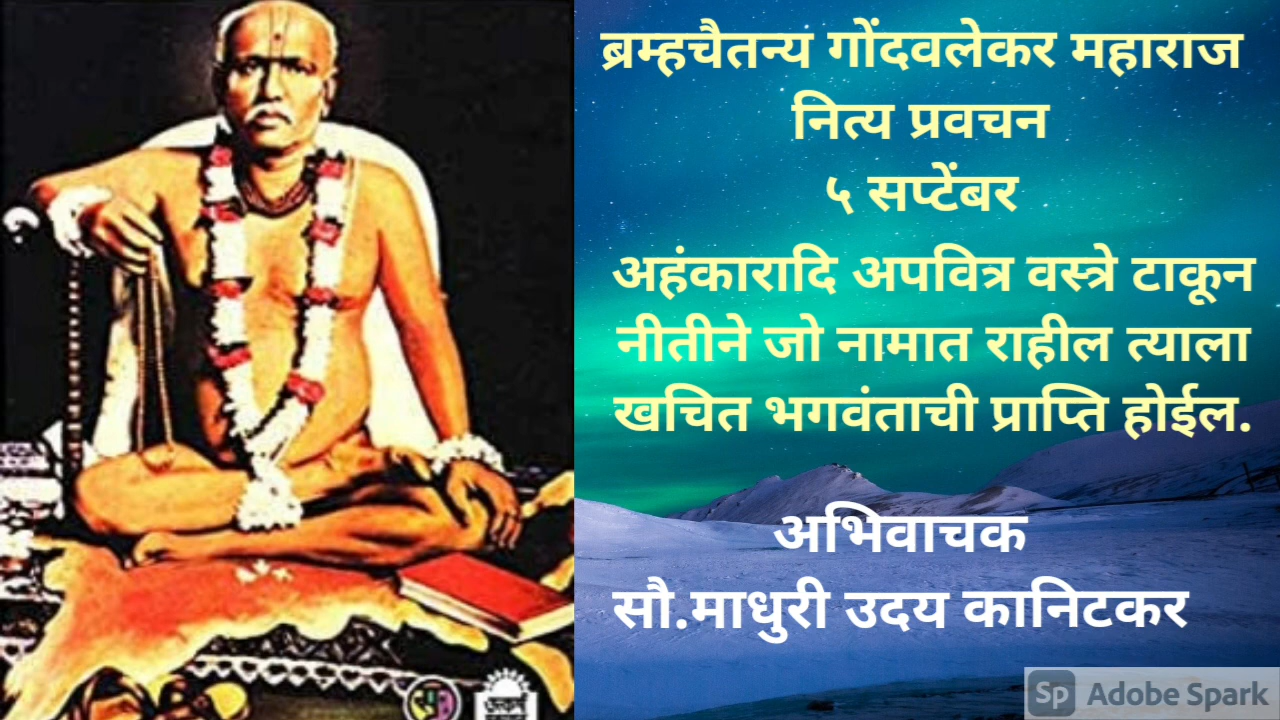 ब्रम्हचैतन्य गोंदवलेकर महाराज
नित्य प्रवचन
५ सप्टेंबर
अहंकारादि अपवित्र वस्त्रे टाकून
नीतीने जो नामात राहील त्याला
खचित भगवंताची प्राप्ति होईल.
अभिवाचक
सौ.माधुरी उदय कानिटकर
Sp Adobe Spark